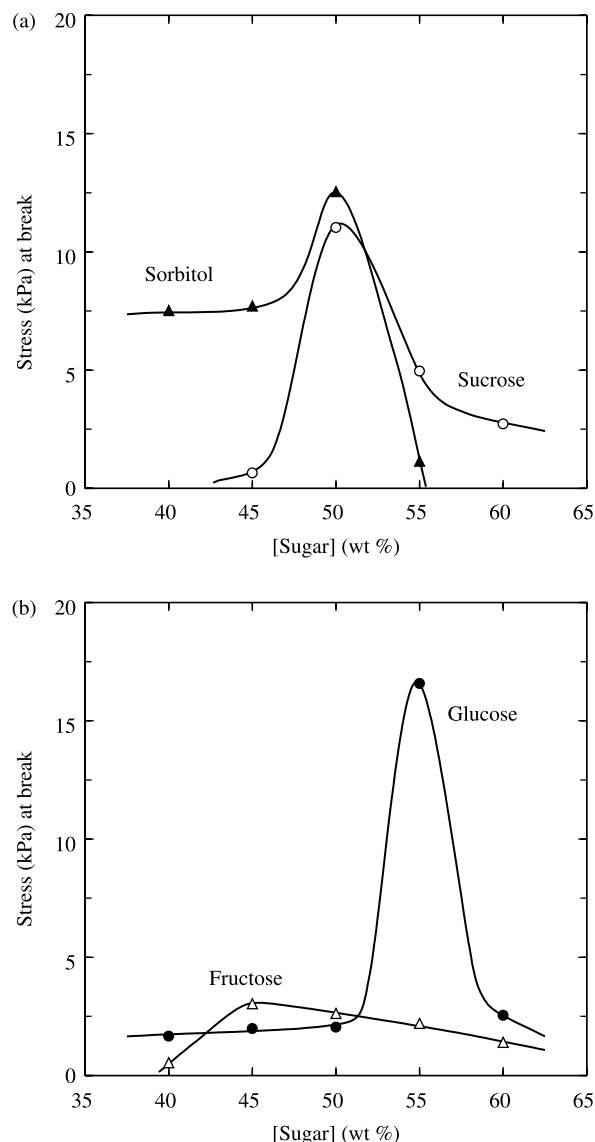 (a)
20
15
10
5
0
Stress (kPa) at break
Sorbitol
Sucrose
35 40 45 50 55 60 65
[Sugar] (wt %)
(b)
20
15
10
5
0
Stress (kPa) at break
Glucose
Fructose
35 40 45 50 55 60 65
[Sugar] (wt %)